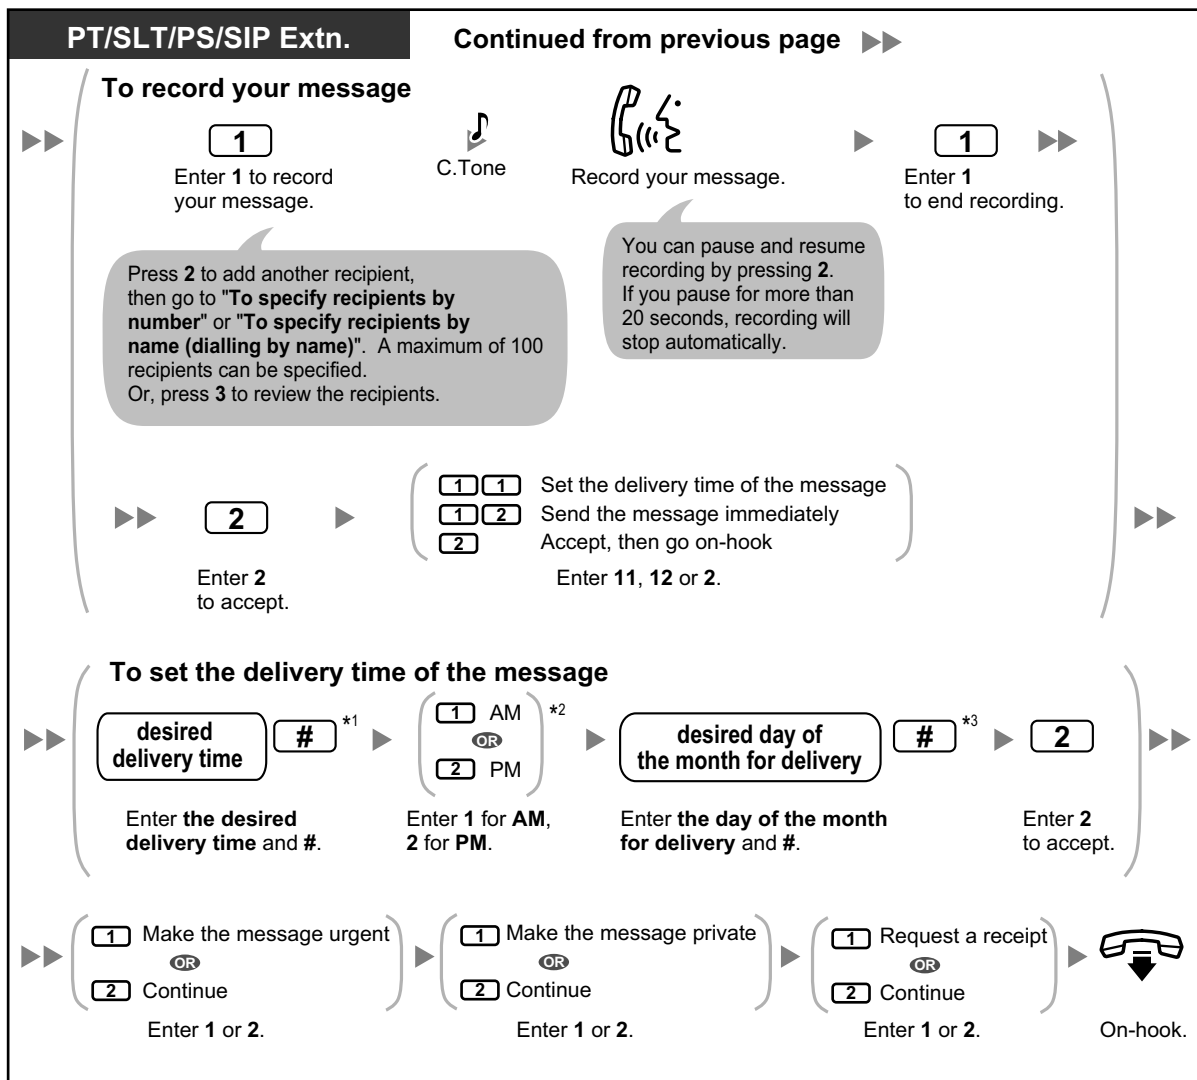 PT/SLT/PS/SIP Extn.
Continued from previous page
To record your message
1
Enter 1 to record
your message.
C.Tone
Record your message.
1
Enter 1
to end recording.
Press 2 to add another recipient,
then go to "To specify recipients by
number" or "To specify recipients by
name (dialling by name)". A maximum of 100
recipients can be specified.
Or, press 3 to review the recipients.
You can pause and resume
recording by pressing 2.
If you pause for more than
20 seconds, recording will
stop automatically.
2
Enter 2
to accept.
1 1 Set the delivery time of the message
1 2 Send the message immediately
2 Accept, then go on-hook
Enter 11, 12 or 2.
To set the delivery time of the message
desired
delivery time
# *1
Enter the desired
delivery time and #.
1 AM *2
OR
2 PM
Enter 1 for AM,
2 for PM.
desired day of
the month for delivery
# *3
Enter the day of the month
for delivery and #.
2
Enter 2
to accept.
1 Make the message urgent
OR
2 Continue
Enter 1 or 2.
1 Make the message private
OR
2 Continue
Enter 1 or 2.
1 Request a receipt
OR
2 Continue
Enter 1 or 2.
On-hook.